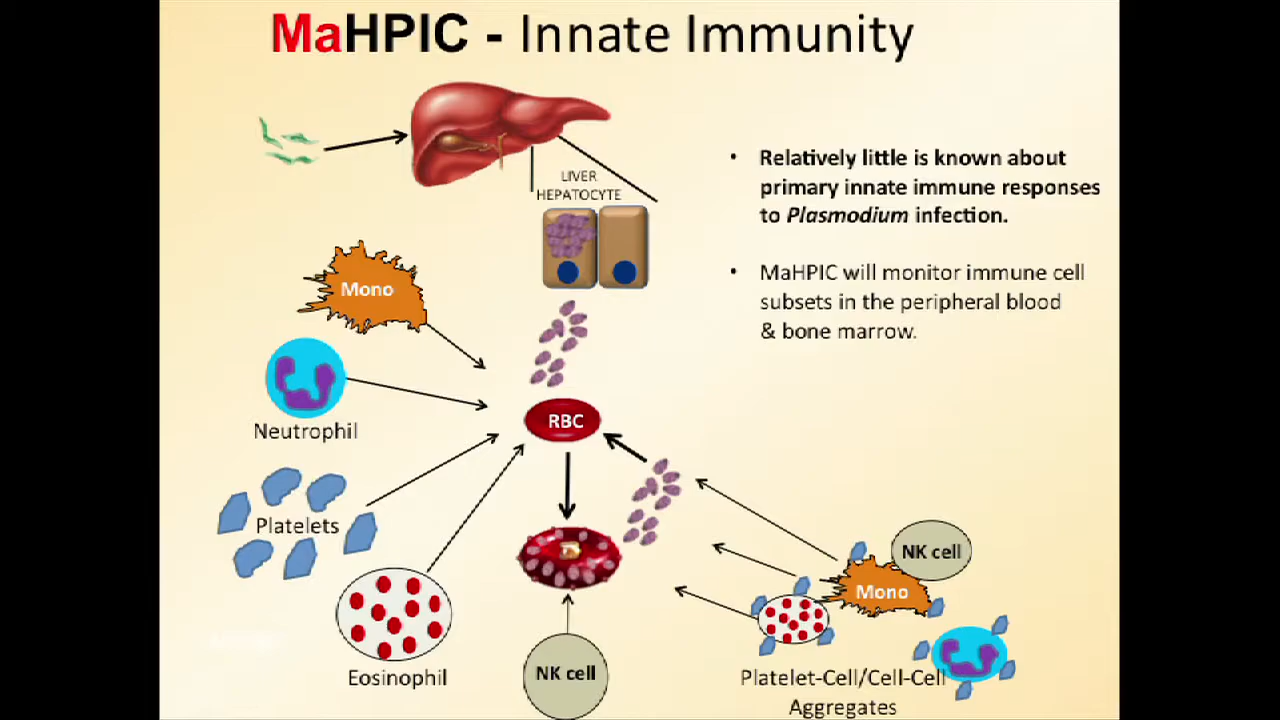 MaHPIC - Innate Immunity
LIVER
HEPATOCYTE
• Relatively little is known about
primary innate immune responses
to Plasmodium infection.
• MaHPIC will monitor immune cell
subsets in the peripheral blood
& bone marrow.
Mono
Neutrophil
RBC
Platelets
Eosinophil
NK cell
NK cell
Mono
Platelet-Cell/Cell-Cell
Aggregates